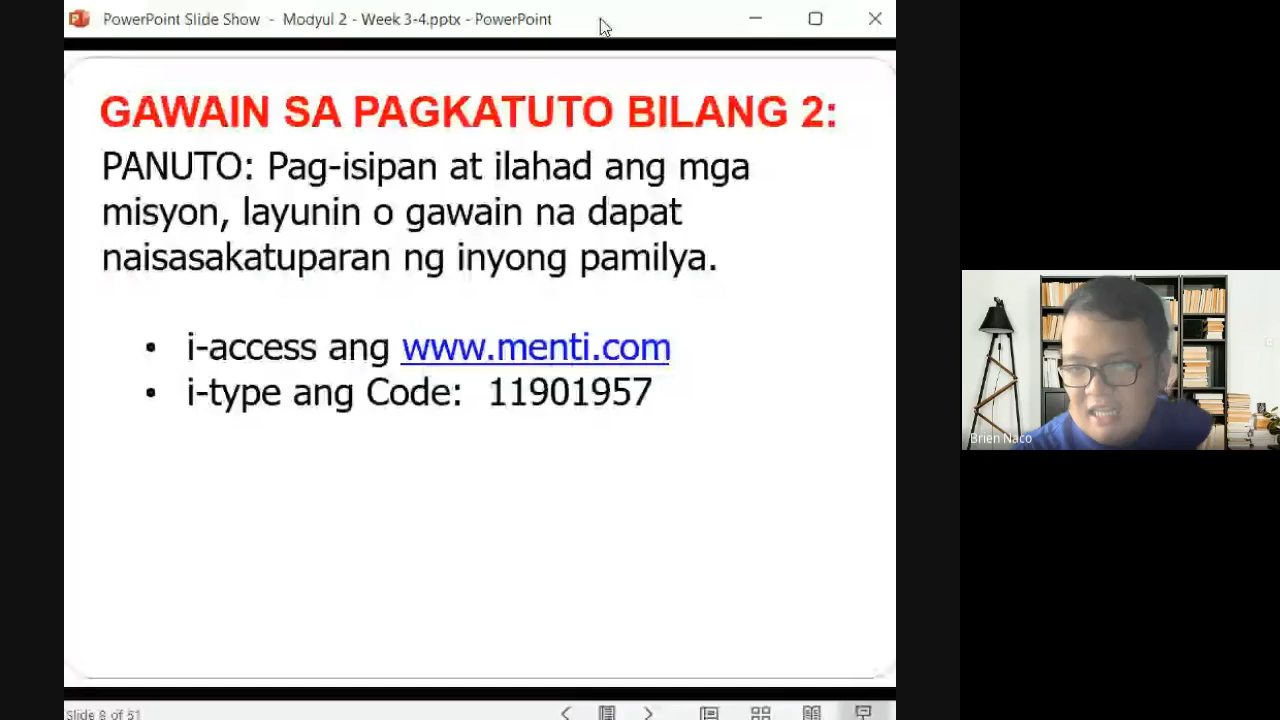 PowerPoint Slide Show - Modyul 2 - Week 3-4.pptx - PowerPoint
GAWAIN SA PAGKATUTO BILANG 2:
PANUTO: Pag-isipan at ilahad ang mga
misyon, layunin o gawain na dapat
naisasakatuparan ng inyong pamilya.
• i-access ang www.menti.com
• i-type ang Code: 11901957
Brien Naco
Slide 8 of 51